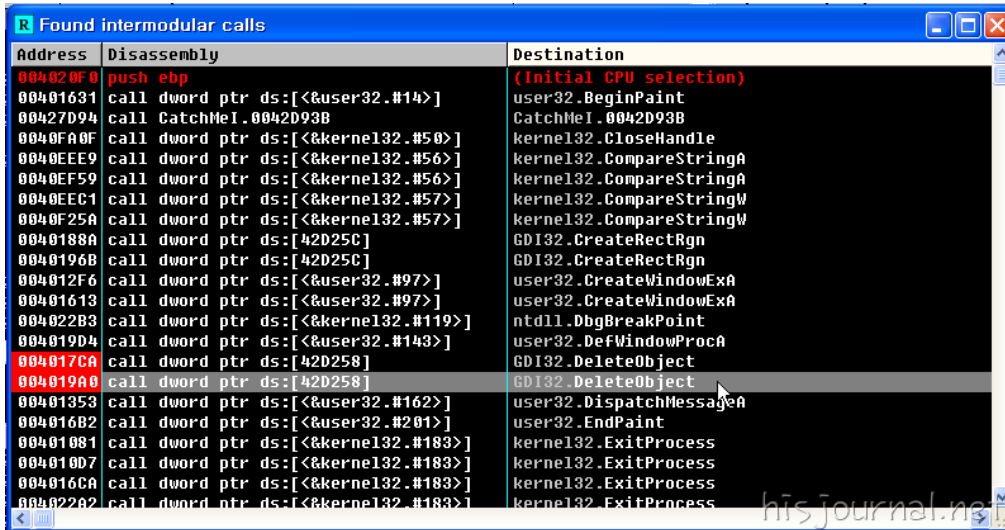 R Found intermodular calls
Address Disassembly Destination
004020F0 push ebp (Initial CPU selection)
00401631 call dword ptr ds:[<&user32.#14>] user32.BeginPaint
00427D94 call CatchMeI.0042D93B CatchMeI.0042D93B
0040FA0F call dword ptr ds:[<&kernel32.#50>] kernel32.CloseHandle
0040EEE9 call dword ptr ds:[<&kernel32.#56>] kernel32.CompareStringA
0040EF59 call dword ptr ds:[<&kernel32.#56>] kernel32.CompareStringA
0040EEC1 call dword ptr ds:[<&kernel32.#57>] kernel32.CompareStringW
0040F25A call dword ptr ds:[<&kernel32.#57>] kernel32.CompareStringW
0040188A call dword ptr ds:[42D25C] GDI32.CreateRectRgn
0040196B call dword ptr ds:[42D25C] GDI32.CreateRectRgn
004012F6 call dword ptr ds:[<&user32.#97>] user32.CreateWindowExA
00401613 call dword ptr ds:[<&user32.#97>] user32.CreateWindowExA
004022B3 call dword ptr ds:[<&kernel32.#119>] ntdll.DbgBreakPoint
004019D4 call dword ptr ds:[<&user32.#143>] user32.DefWindowProcA
004017CA call dword ptr ds:[42D258] GDI32.DeleteObject
004019A0 call dword ptr ds:[42D258] GDI32.DeleteObject
00401353 call dword ptr ds:[<&user32.#162>] user32.DispatchMessageA
004016B2 call dword ptr ds:[<&user32.#201>] user32.EndPaint
00401081 call dword ptr ds:[<&kernel32.#183>] kernel32.ExitProcess
004010D7 call dword ptr ds:[<&kernel32.#183>] kernel32.ExitProcess
004016CA call dword ptr ds:[<&kernel32.#183>] kernel32.ExitProcess
004022A2 call dword ptr ds:[<&kernel32.#183>] kernel32.ExitProcess
hisjournal.net